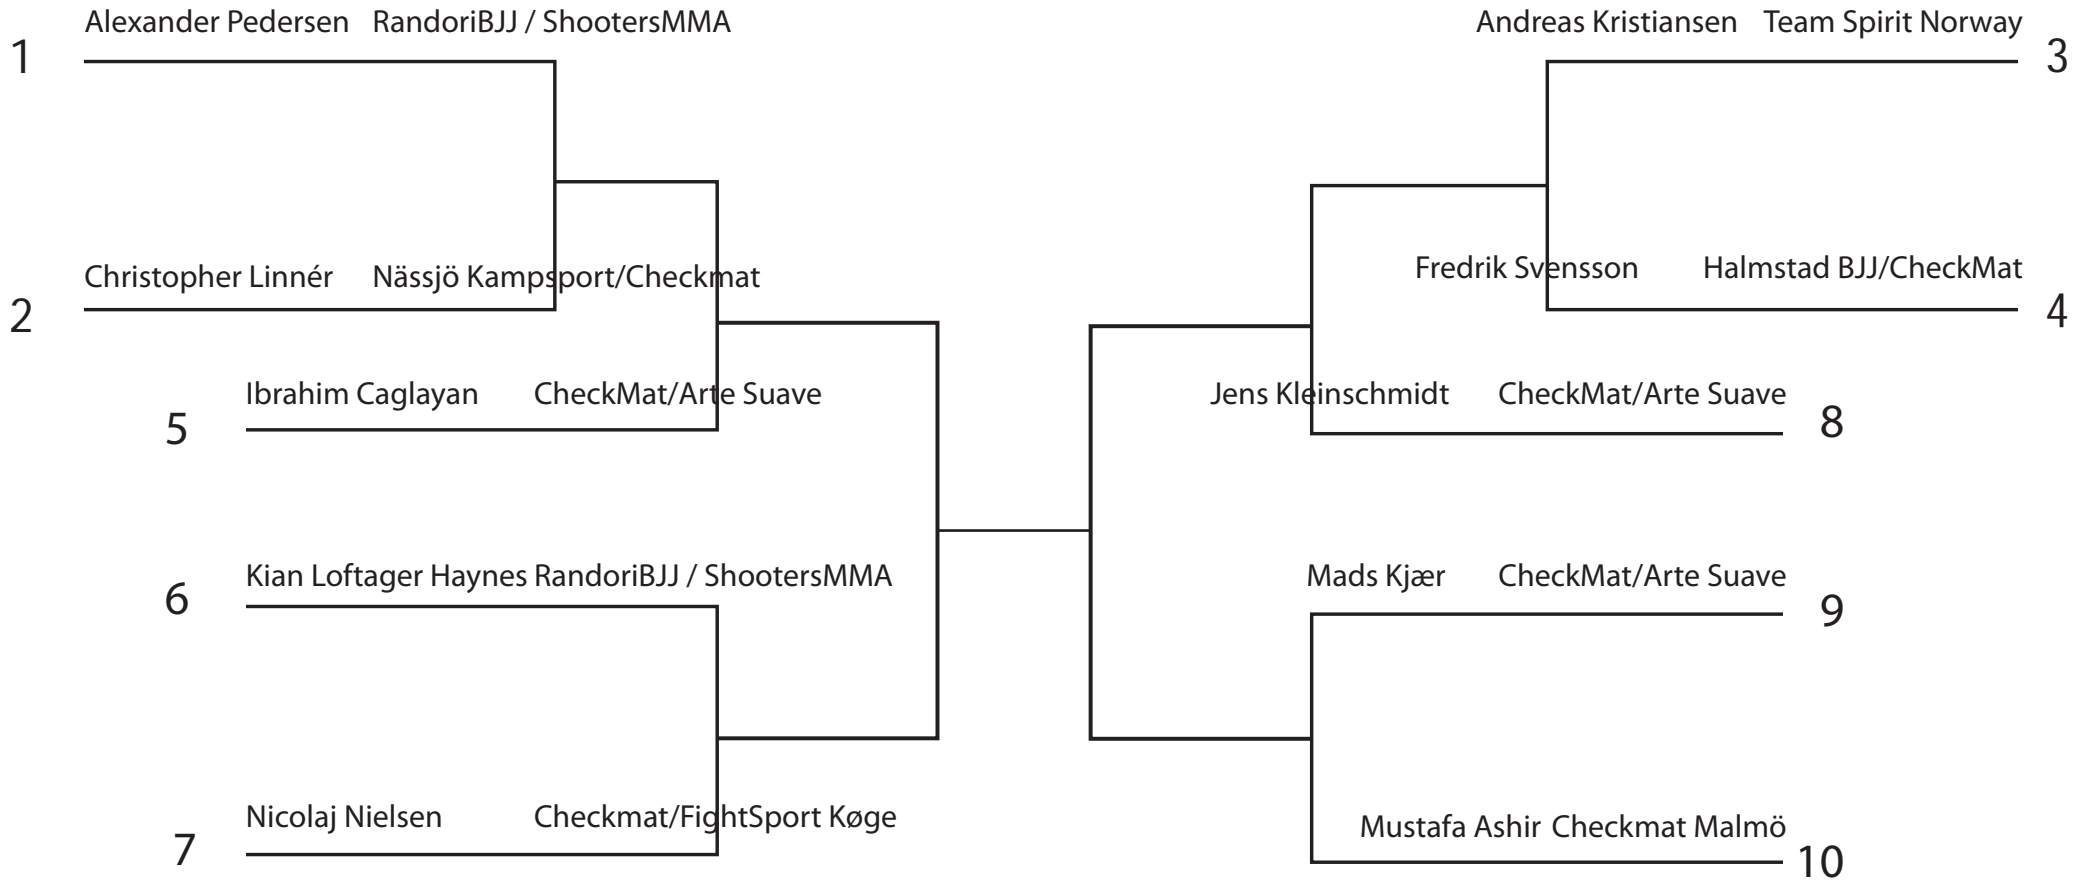 Alexander Pedersen RandoriBJJ / ShootersMMA
1
Christopher Linnér Nässjö Kampsport/Checkmat
2
Ibrahim Caglayan CheckMat/Arte Suave
5
Kian Loftager Haynes RandoriBJJ / ShootersMMA
6
Nicolaj Nielsen Checkmat/FightSport Køge
7
Andreas Kristiansen Team Spirit Norway
3
Fredrik Svensson Halmstad BJJ/CheckMat
4
Jens Kleinschmidt CheckMat/Arte Suave
8
Mads Kjær CheckMat/Arte Suave
9
Mustafa Ashir Checkmat Malmö
10